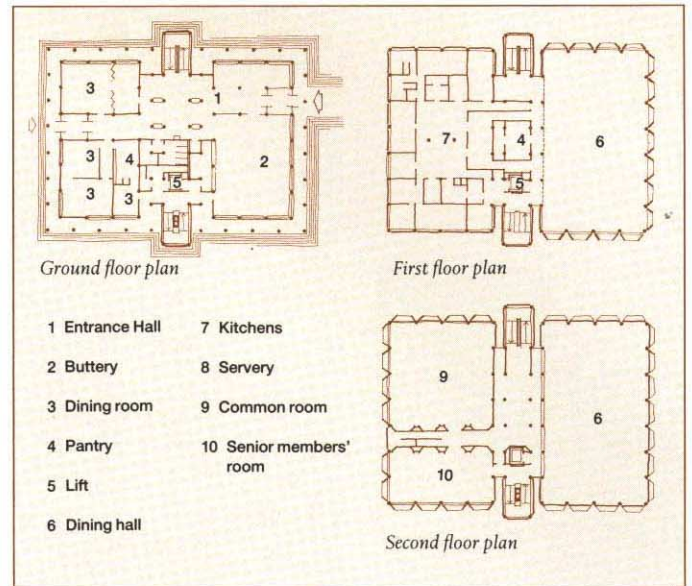 3
1
3
4
2
5
3
3
Ground floor plan
7
4
6
5
First floor plan
1 Entrance Hall
2 Buttery
3 Dining room
4 Pantry
5 Lift
6 Dining hall
7 Kitchens
8 Servery
9 Common room
10 Senior members'
room
9
6
10
Second floor plan